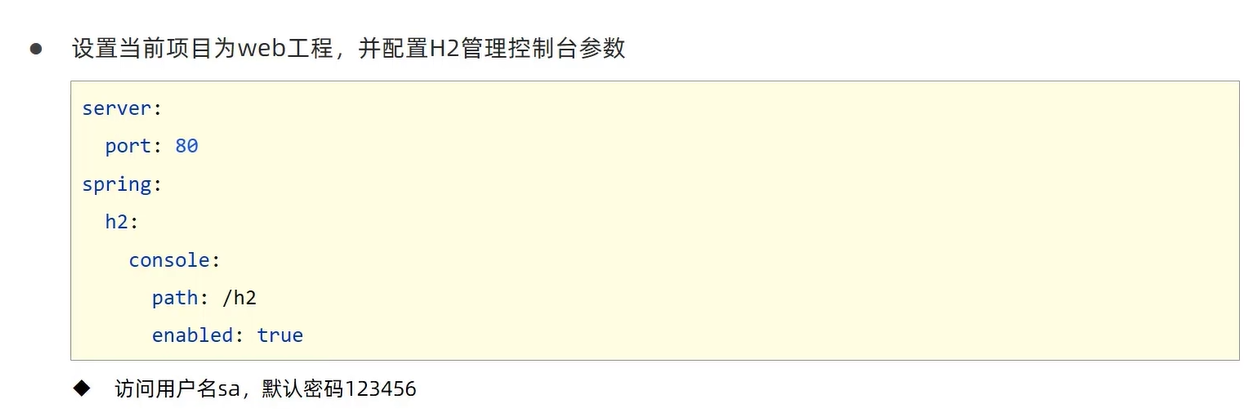 ● 设置当前项目为web工程，并配置H2管理控制台参数
server:
  port: 80
spring:
  h2:
    console:
      path: /h2
      enabled: true
◆ 访问用户名sa，默认密码123456